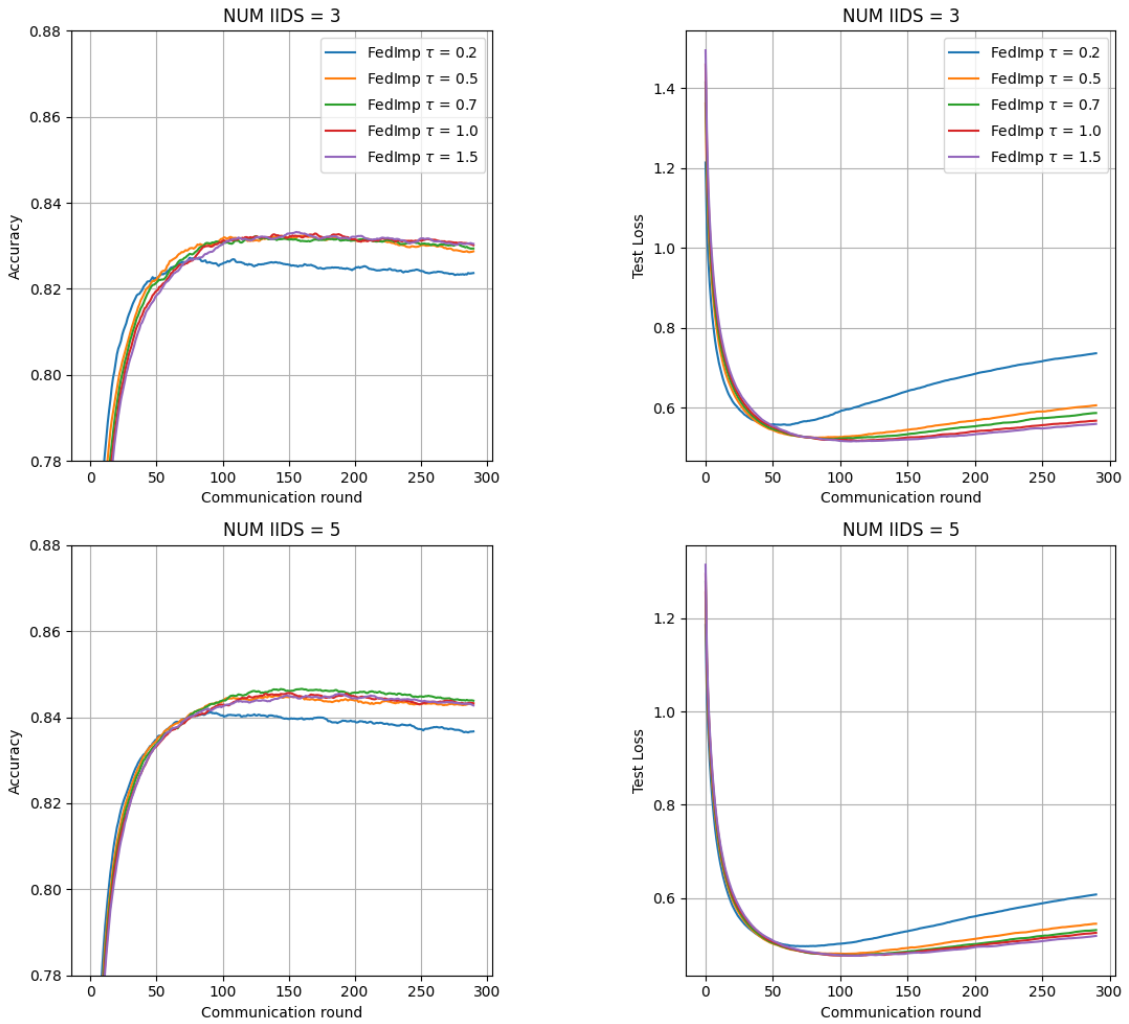 NUM IIDS = 3
0.88
0.86
0.84
0.82
0.80
0.78
Accuracy
FedImp τ = 0.2
FedImp τ = 0.5
FedImp τ = 0.7
FedImp τ = 1.0
FedImp τ = 1.5
0 50 100 150 200 250 300
Communication round
NUM IIDS = 3
1.4
1.2
1.0
0.8
0.6
Test Loss
FedImp τ = 0.2
FedImp τ = 0.5
FedImp τ = 0.7
FedImp τ = 1.0
FedImp τ = 1.5
0 50 100 150 200 250 300
Communication round
NUM IIDS = 5
0.88
0.86
0.84
0.82
0.80
0.78
Accuracy
0 50 100 150 200 250 300
Communication round
NUM IIDS = 5
1.2
1.0
0.8
0.6
Test Loss
0 50 100 150 200 250 300
Communication round